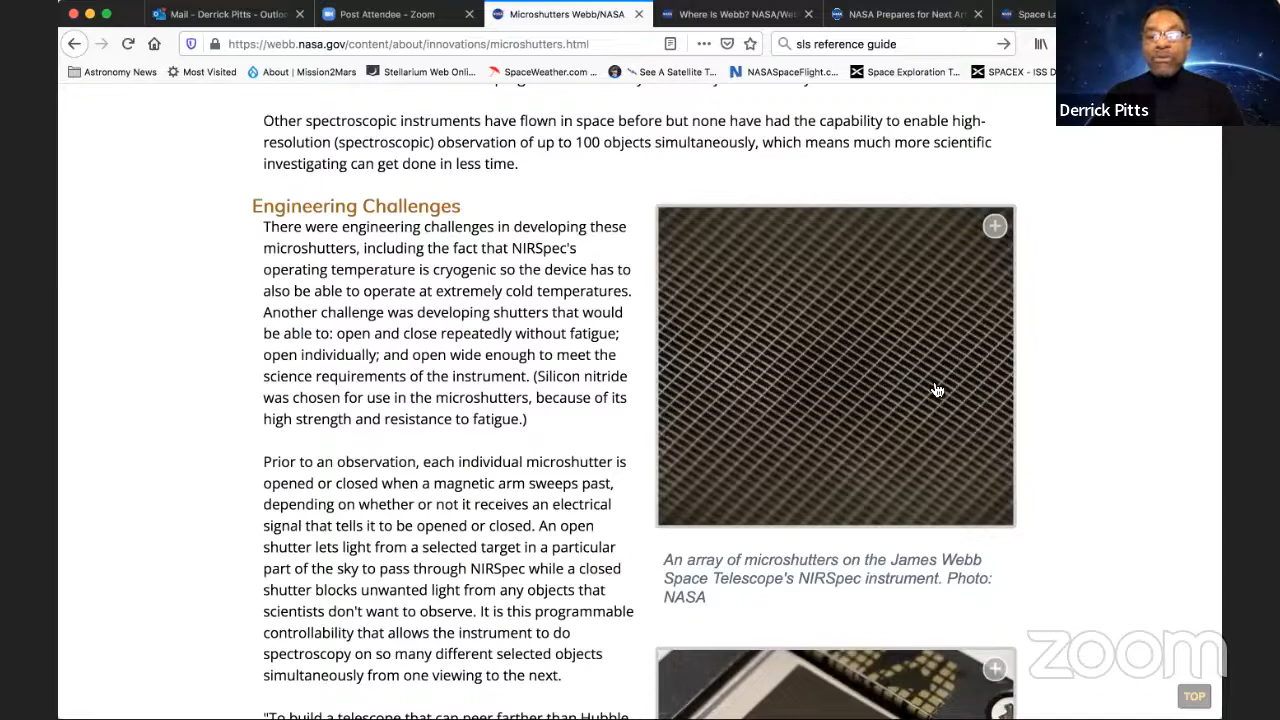 Mail - Derrick Pitts - Outlo
Post Attendee - Zoom
Microshutters Webb/NASA
Where Is Webb? NASA/We
NASA Prepares for Next Ar
Space La
https://webb.nasa.gov/content/about/innovations/microshutters.html
sls reference guide
Astronomy News
Most Visited
About | Mission2Mars
Stellarium Web Onli...
SpaceWeather.com ...
See A Satellite T...
NASASpaceFlight.c...
Space Exploration T...
SPACEX - ISS D
Derrick Pitts
Other spectroscopic instruments have flown in space before but none have had the capability to enable high-
resolution (spectroscopic) observation of up to 100 objects simultaneously, which means much more scientific
investigating can get done in less time.
Engineering Challenges
There were engineering challenges in developing these
microshutters, including the fact that NIRSpec's
operating temperature is cryogenic so the device has to
also be able to operate at extremely cold temperatures.
Another challenge was developing shutters that would
be able to: open and close repeatedly without fatigue;
open individually; and open wide enough to meet the
science requirements of the instrument. (Silicon nitride
was chosen for use in the microshutters, because of its
high strength and resistance to fatigue.)
Prior to an observation, each individual microshutter is
opened or closed when a magnetic arm sweeps past,
depending on whether or not it receives an electrical
signal that tells it to be opened or closed. An open
shutter lets light from a selected target in a particular
part of the sky to pass through NIRSpec while a closed
shutter blocks unwanted light from any objects that
scientists don't want to observe. It is this programmable
controllability that allows the instrument to do
spectroscopy on so many different selected objects
simultaneously from one viewing to the next.
"To build a telescope that can peer farther than Hubble
An array of microshutters on the James Webb
Space Telescope's NIRSpec instrument. Photo:
NASA
zoom
TOP